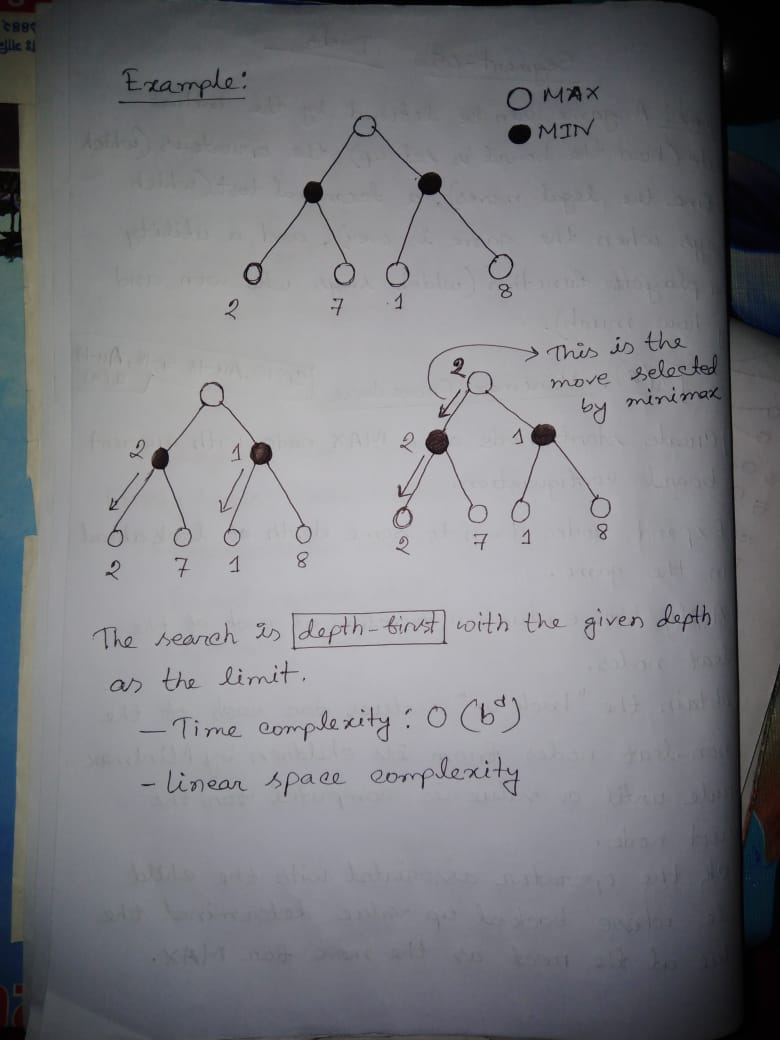 Example:
MAX
MIN
2 7 1 8
This is the
move selected
by minimax
2
2 1
2 7 1 8
2 1
2 7 1 8
The search is depth-first with the given depth
as the limit.
- Time complexity: O(b^d)
- linear space complexity